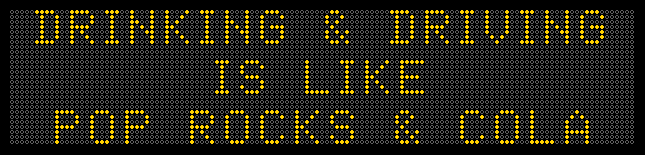 DRINKING & DRIVING
IS LIKE
POP ROCKS & COLA